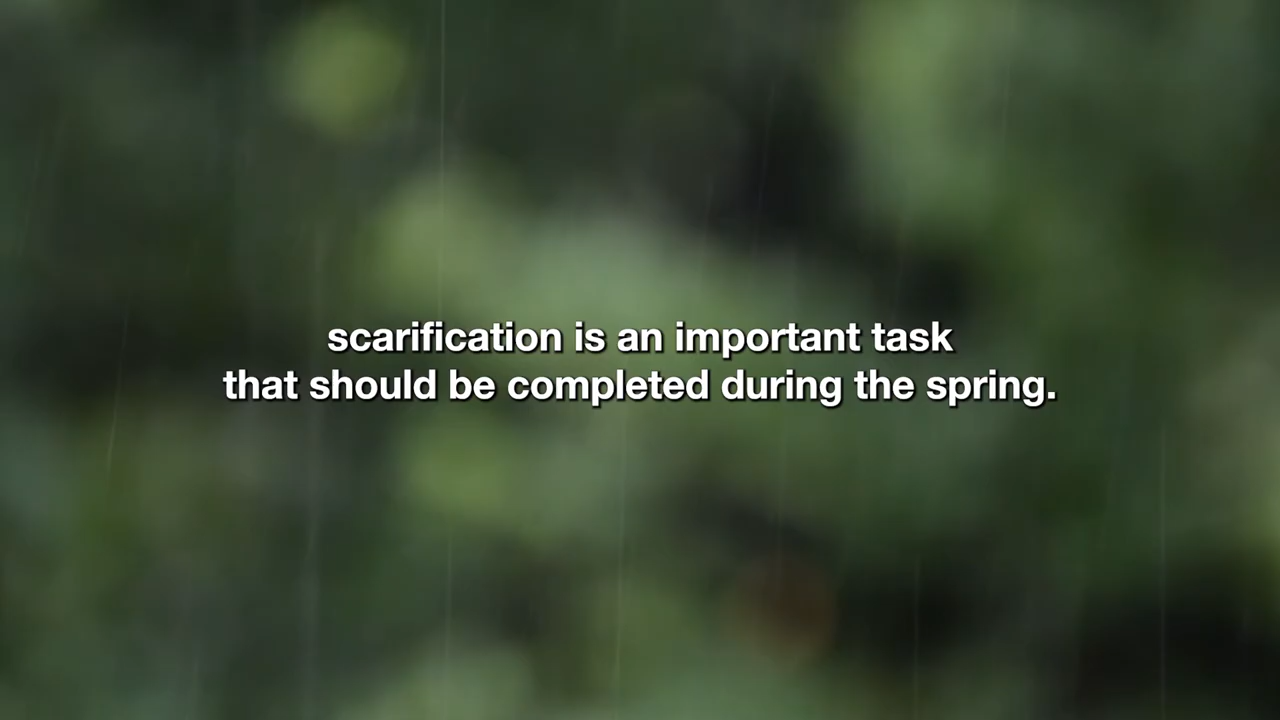 scarification is an important task
that should be completed during the spring.